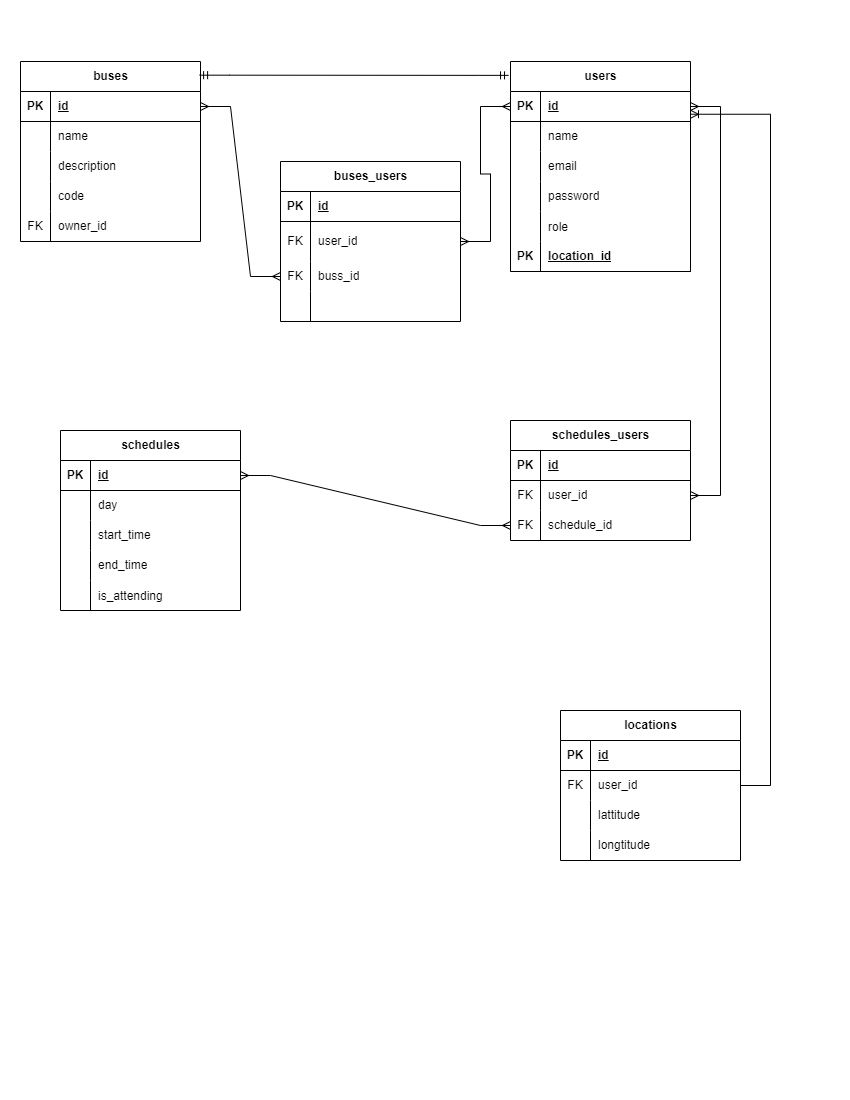 buses
PK id
name
description
code
FK owner_id
users
PK id
name
email
password
role
PK location_id
buses_users
PK id
FK user_id
FK buss_id
schedules
PK id
day
start_time
end_time
is_attending
schedules_users
PK id
FK user_id
FK schedule_id
locations
PK id
FK user_id
lattitude
longtitude